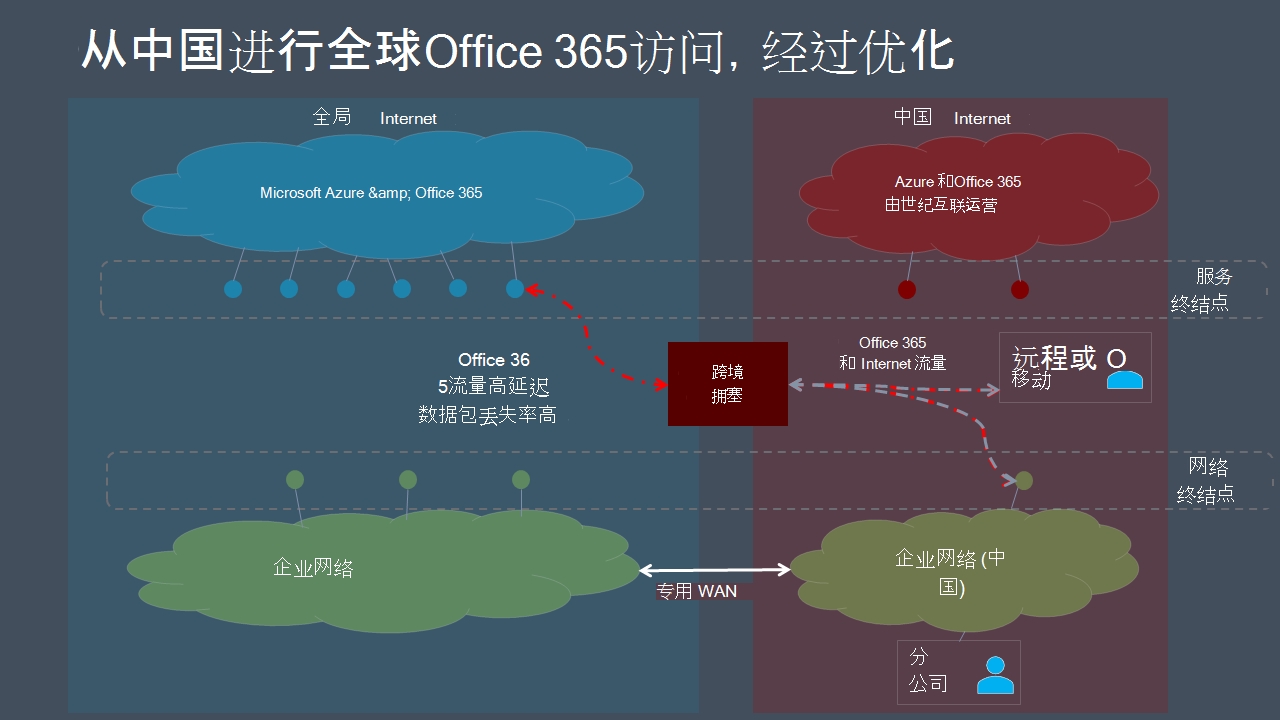 从中国进行全球Office 365访问，经过优化
全局 Internet
中国 Internet
Microsoft Azure &amp; Office 365
Azure 和Office 365
由世纪互联运营
服务
终结点
Office 365
和 Internet 流量
远程或 O
移动
跨境
拥塞
Office 36
5流量高延迟
数据包丢失率高
网络
终结点
企业网络
企业网络 (中
国)
专用 WAN
分
公司